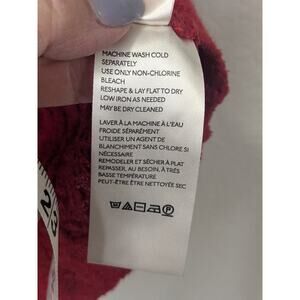 MACHINE WASH COLD
SEPARATELY
USE ONLY NON-CHLORINE
BLEACH
RESHAPE & LAY FLAT TO DRY
LOW IRON AS NEEDED
MAY BE DRY CLEANED
LAVER À LA MACHINE À L'EAU
FROIDE SÉPARÉMENT
UTILISER UN AGENT DE
BLANCHIMENT SANS CHLORE SI
NÉCESSAIRE
REMODELER ET SÉCHER À PLAT
REPASSER, AU BESOIN, À TRÈS
BASSE TEMPÉRATURE
PEUT-ÊTRE ÊTRE NETTOYÉE SEC